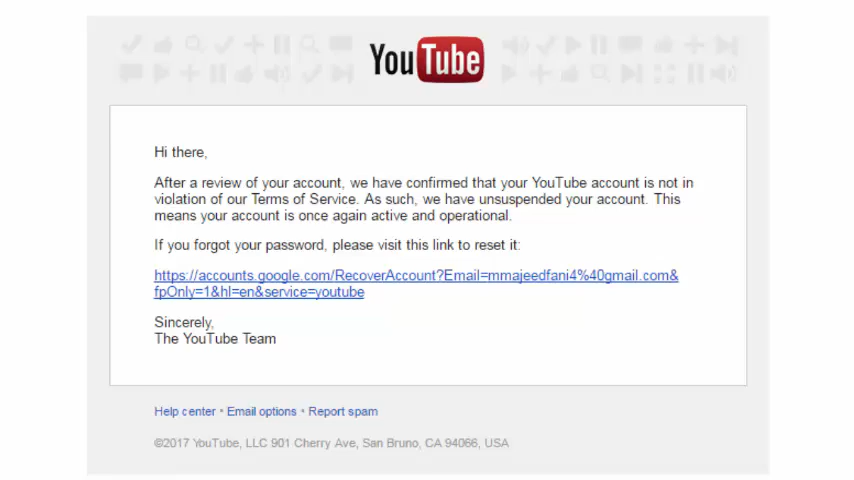 YouTube
Hi there,
After a review of your account, we have confirmed that your YouTube account is not in
violation of our Terms of Service. As such, we have unsuspended your account. This
means your account is once again active and operational.
If you forgot your password, please visit this link to reset it:
https://accounts.google.com/RecoverAccount?Email=mmajeedfani4%40gmail.com&
fpOnly=1&hl=en&service=youtube
Sincerely,
The YouTube Team
Help center • Email options • Report spam
©2017 YouTube, LLC 901 Cherry Ave, San Bruno, CA 94066, USA